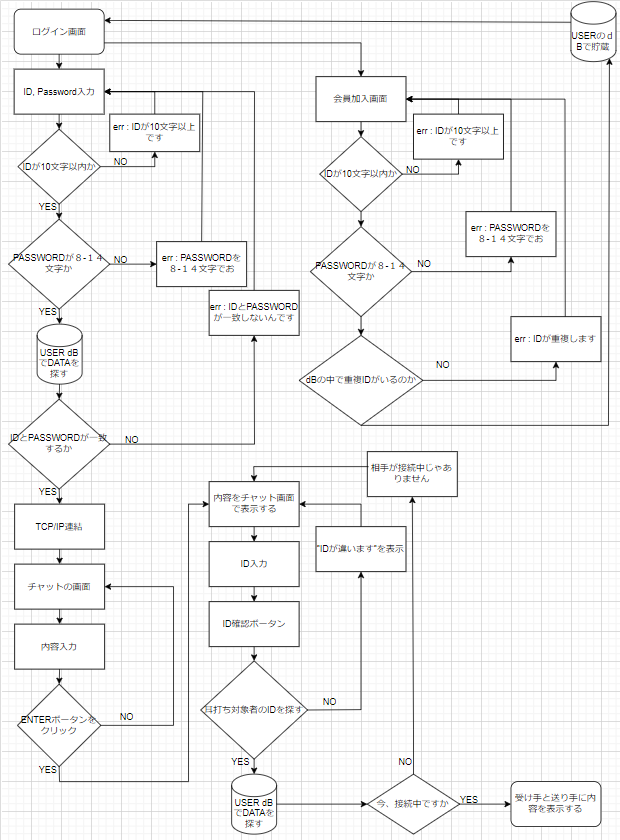 ログイン画面
USERのd
Bで貯蔵
ID, Password入力
会員加入画面
err : IDが10文字以上
です
err : IDが10文字以上
です
IDが10文字以内か
NO
IDが10文字以内か
NO
YES
PASSWORDが8-14
文字か
NO
err : PASSWORDを
8-14文字でお
err : PASSWORDを
8-14文字でお
PASSWORDが8-14
文字か
NO
YES
err : IDとPASSWORD
が一致しないんです
err : IDが重複します
USER dB
でDATAを
探す
NO
dBの中で重複IDがいるのか
IDとPASSWORDが一致
するか
NO
YES
相手が接続中じゃあ
りません
内容をチャット画面
で表示する
TCP/IP連結
"IDが違います"を表示
ID入力
チャットの画面
ID確認ボータン
内容入力
ENTERボータンを
クリック
NO
耳打ち対象者のIDを探す
NO
YES
YES
NO
USER dB
でDATAを
探す
今、接続中ですか
YES
受け手と送り手に内
容を表示する